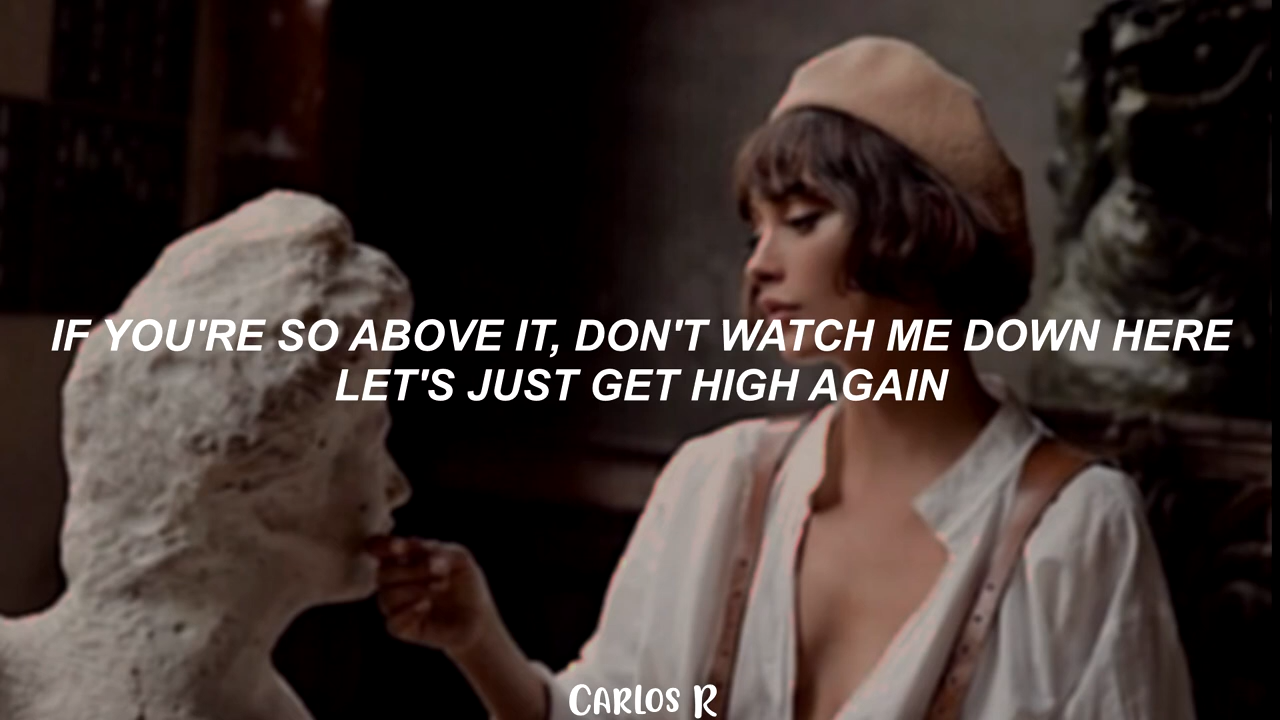 IF YOU'RE SO ABOVE IT, DON'T WATCH ME DOWN HERE
LET'S JUST GET HIGH AGAIN
CARLOS R